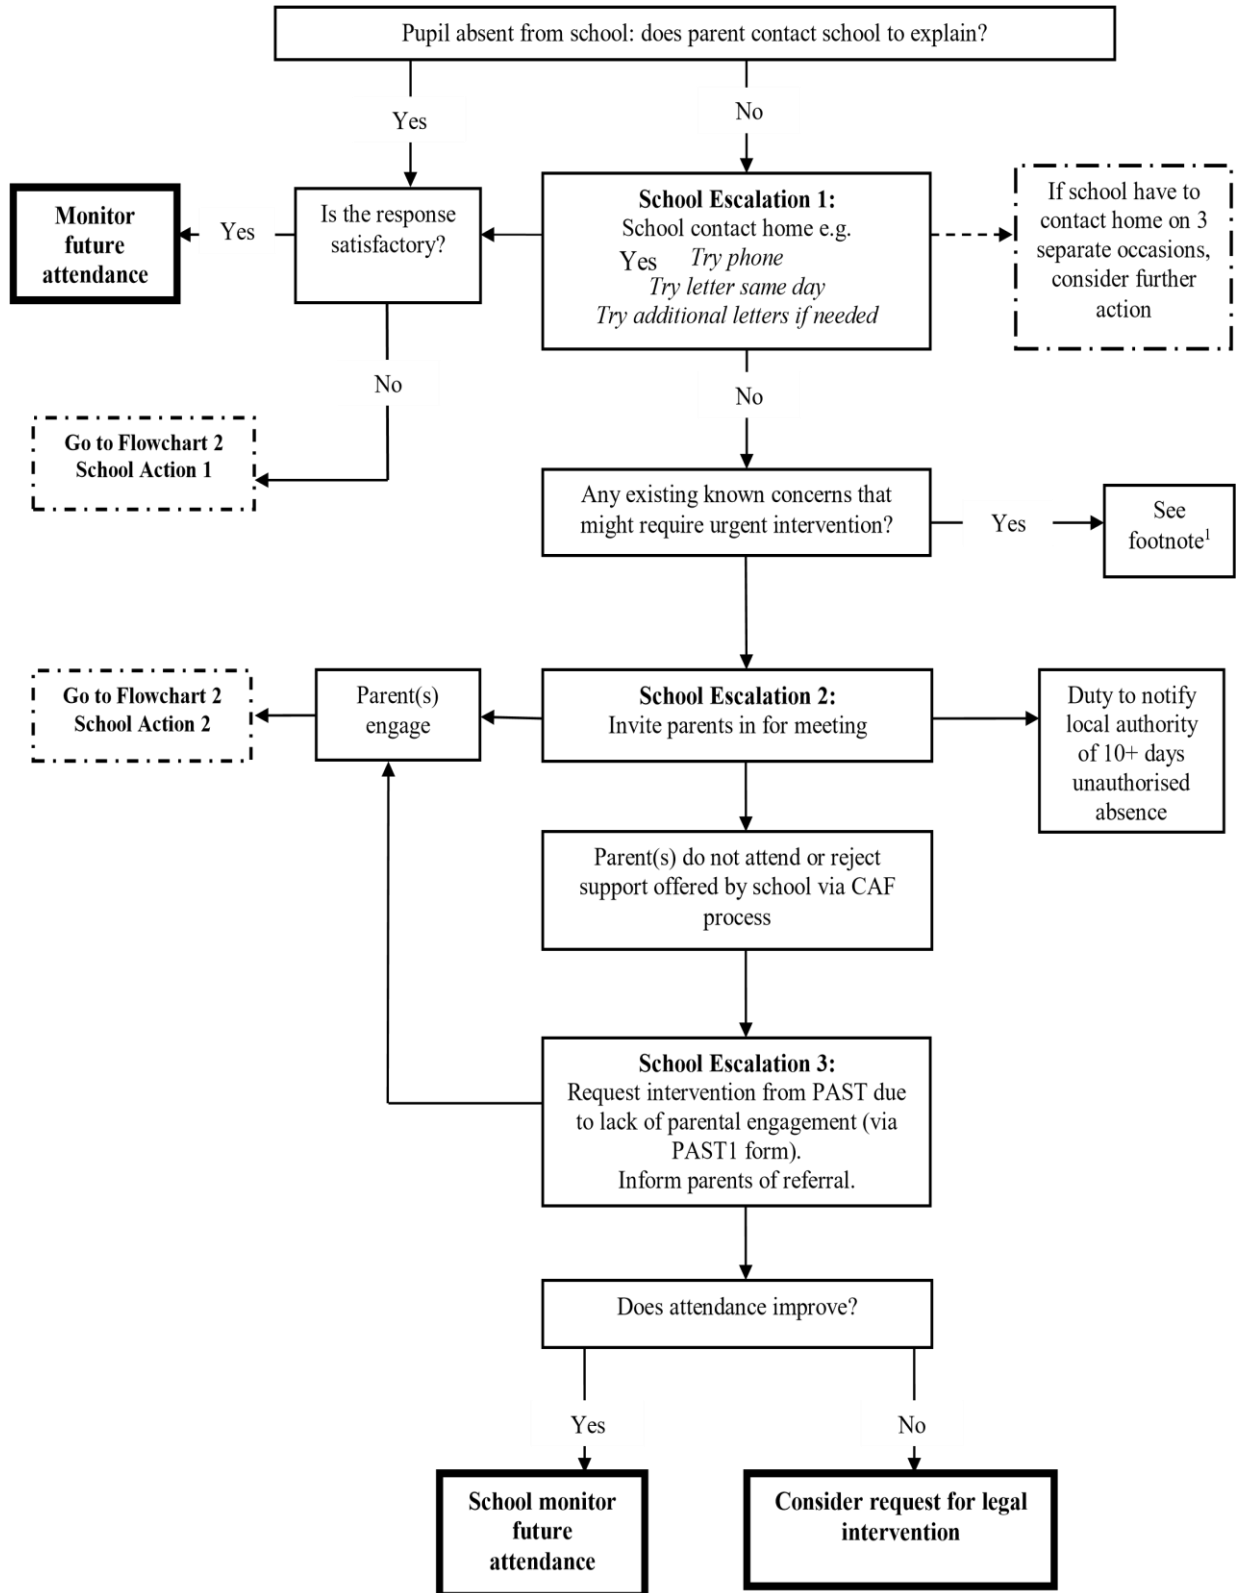 Pupil absent from school: does parent contact school to explain?
Yes
No
Monitor
future
attendance
Yes
Is the response
satisfactory?
School Escalation 1:
School contact home e.g.
Yes Try phone
Try letter same day
Try additional letters if needed
If school have to
contact home on 3
separate occasions,
consider further
action
No
No
Go to Flowchart 2
School Action 1
Any existing known concerns that
might require urgent intervention?
Yes
See
footnote¹
Go to Flowchart 2
School Action 2
Parent(s)
engage
School Escalation 2:
Invite parents in for meeting
Duty to notify
local authority
of 10+ days
unauthorised
absence
Parent(s) do not attend or reject
support offered by school via CAF
process
School Escalation 3:
Request intervention from PAST due
to lack of parental engagement (via
PAST1 form).
Inform parents of referral.
Does attendance improve?
Yes
No
School monitor
future
attendance
Consider request for legal
intervention